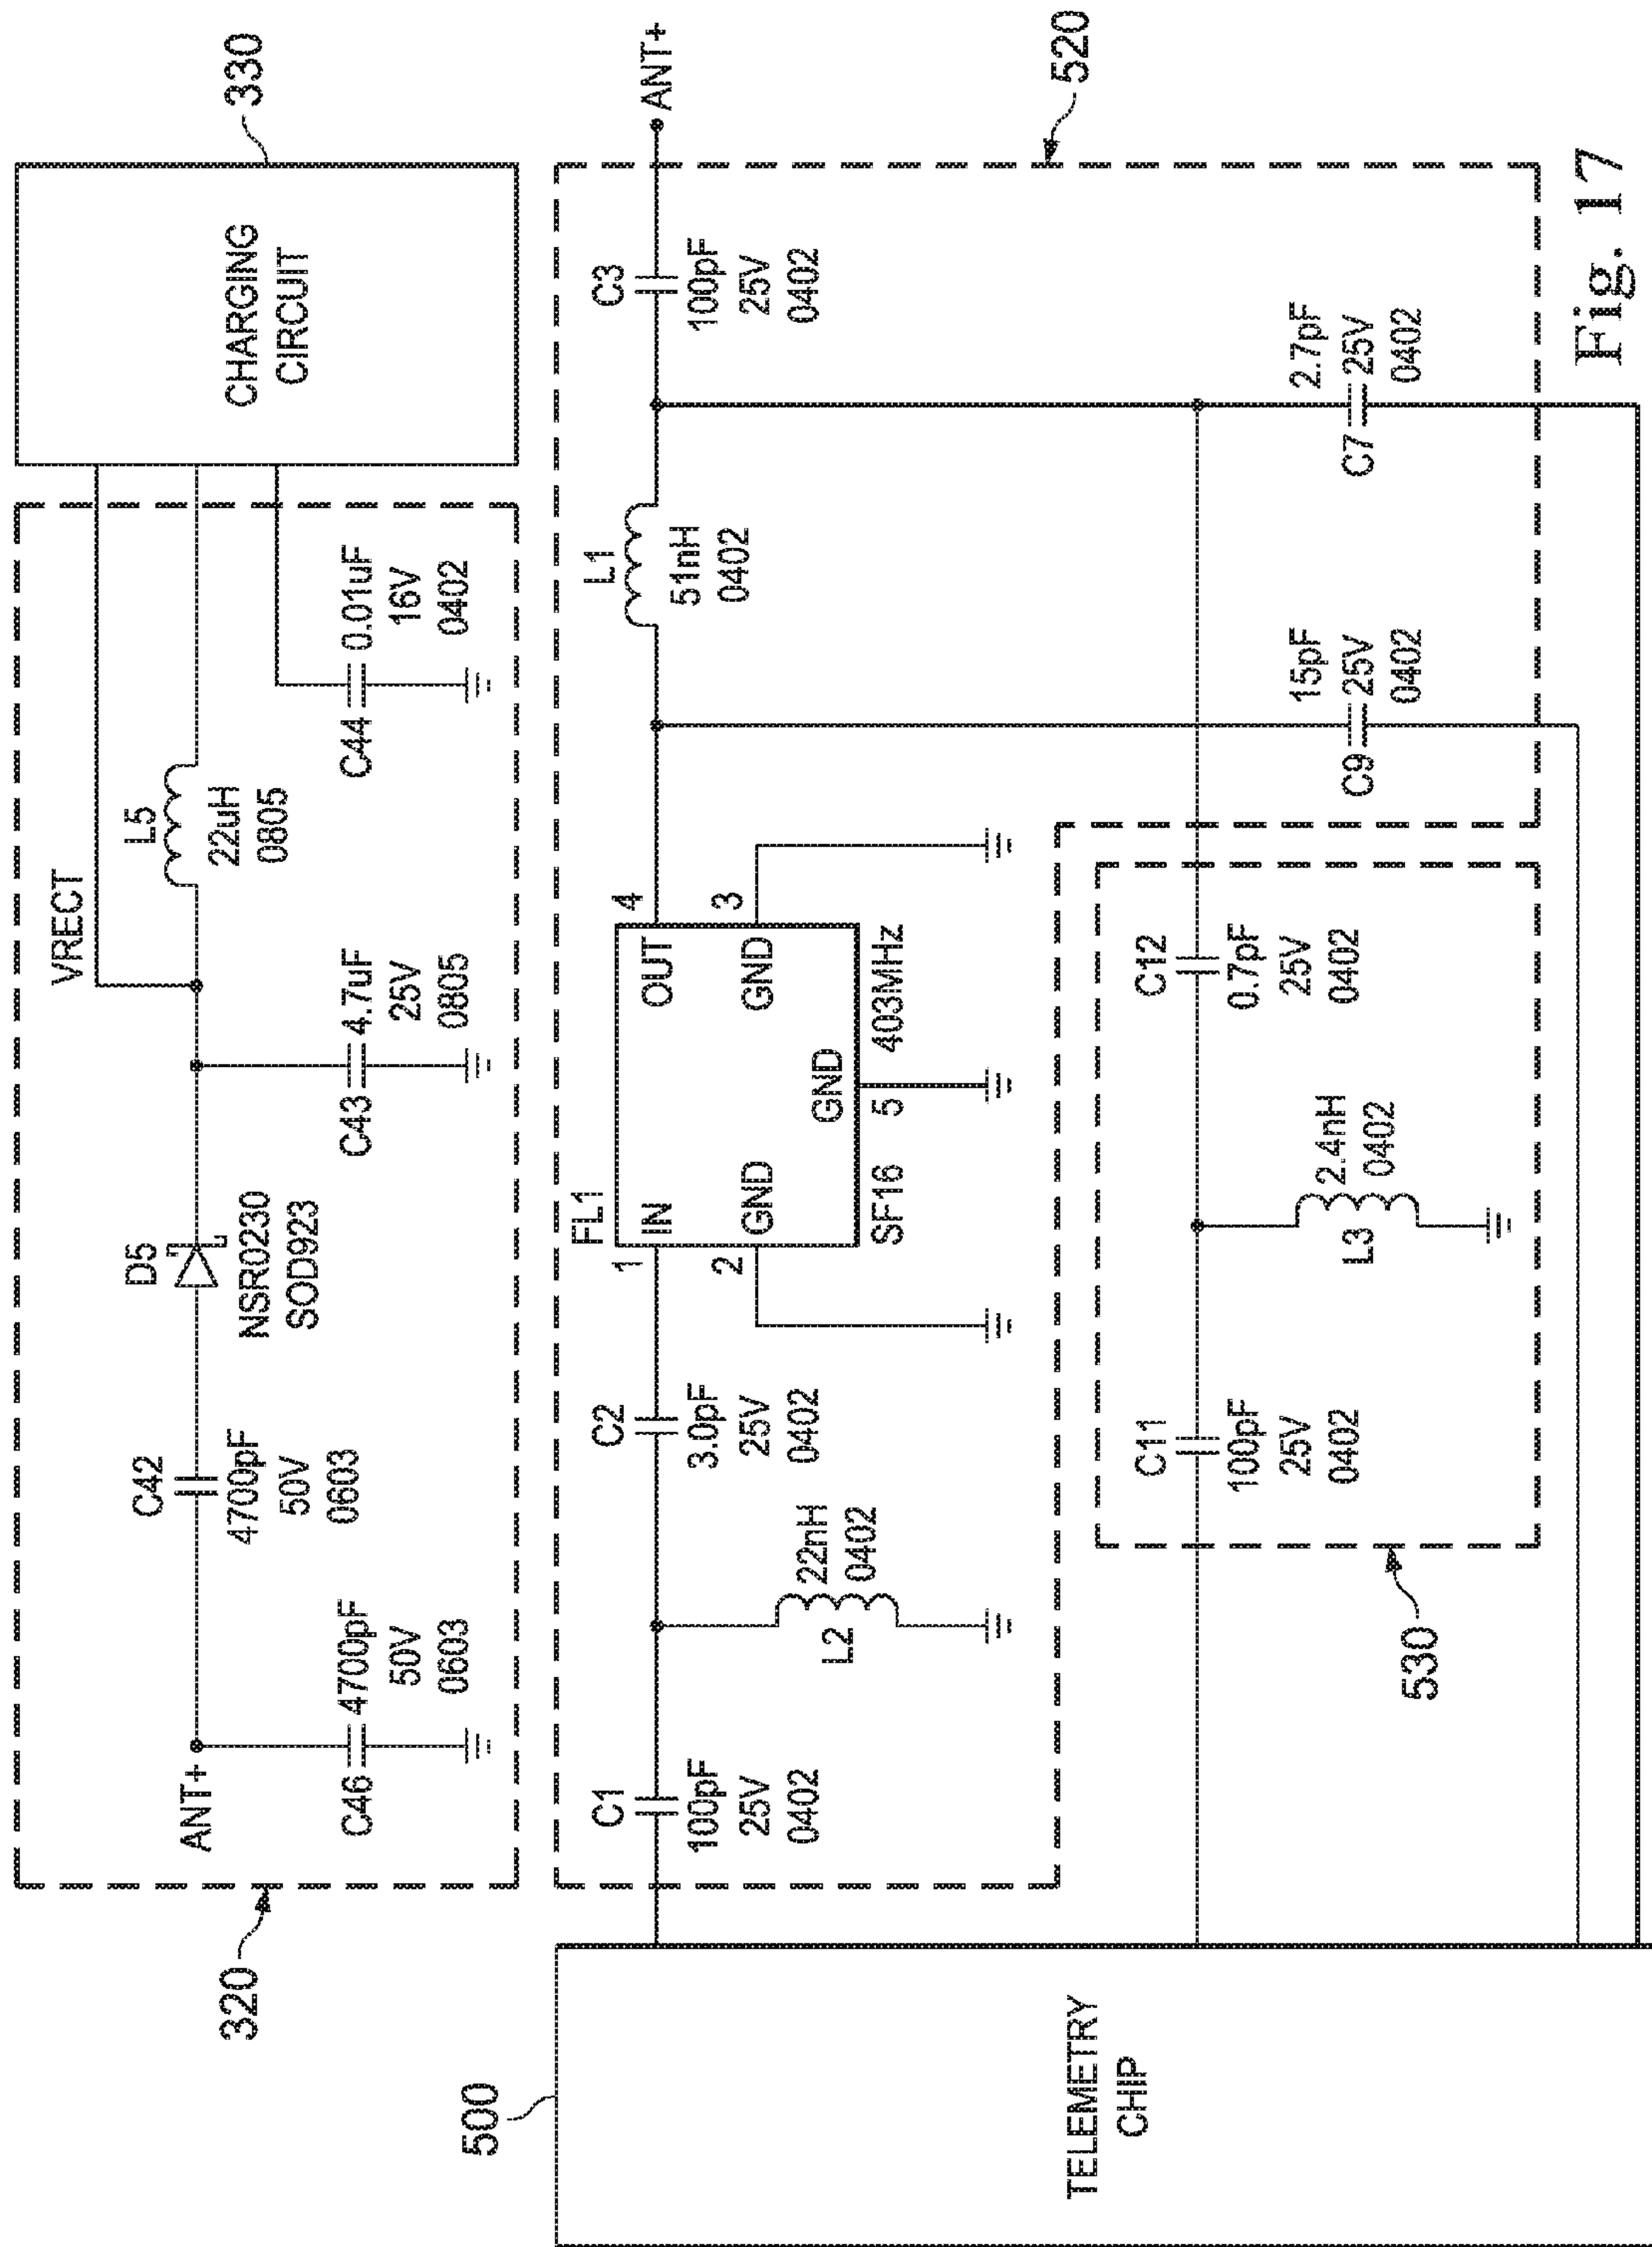 320
ANT+
C46
4700pF
50V
0603
C42
4700pF
50V
0603
D5
NSR0230
SOD923
C43
4.7uF
25V
0805
VRECT
L5
22uH
0805
C44
0.01uF
16V
0402
CHARGING
CIRCUIT
330
500
TELEMETRY
CHIP
C1
100pF
25V
0402
L2
22nH
0402
C2
3.0pF
25V
0402
FL1
1
IN
2
GND
OUT
4
GND
3
GND
5
SF16
403MHz
L1
51nH
0402
C3
100pF
25V
0402
ANT+
520
C9
15pF
25V
0402
C7
2.7pF
25V
0402
530
C11
100pF
25V
0402
L3
2.4nH
0402
C12
0.7pF
25V
0402
Fig. 17